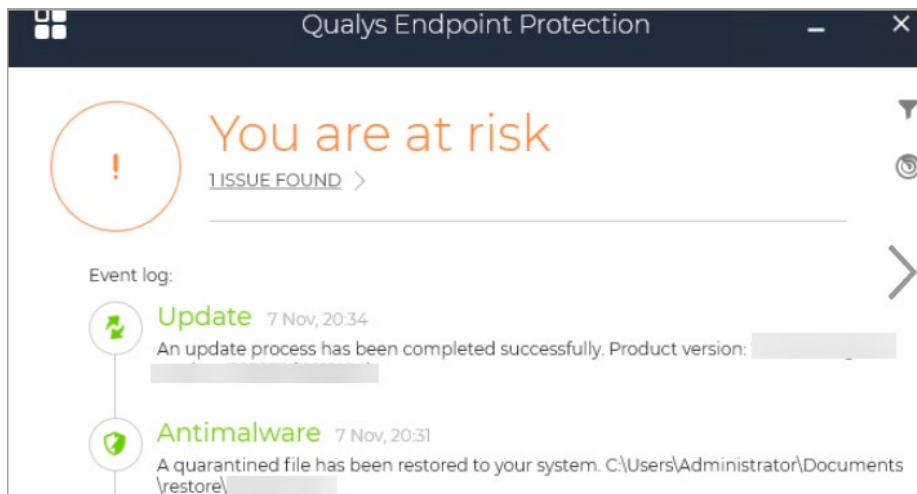 Qualys Endpoint Protection
You are at risk
1 ISSUE FOUND
Event log:
Update 7 Nov, 20:34
An update process has been completed successfully. Product version:
Antimalware 7 Nov, 20:31
A quarantined file has been restored to your system. C:\Users\Administrator\Documents
\restore\